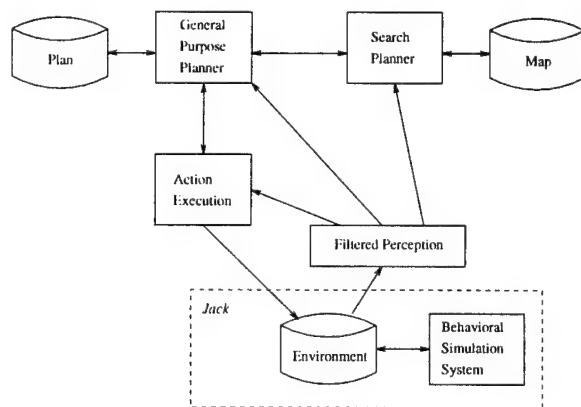 General
Purpose
Planner
Search
Planner
Plan
Map
Action
Execution
Filtered Perception
Jack
Environment
Behavioral
Simulation
System